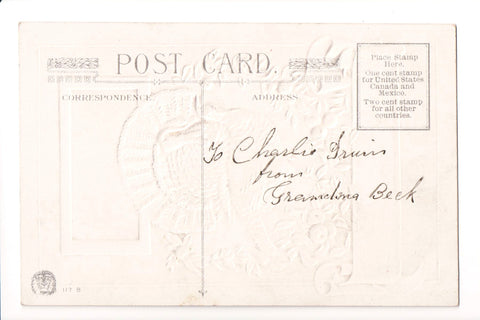 POST CARD.
CORRESPONDENCE.
ADDRESS
Place Stamp
Here.
One cent stamp
for United States
Canada and
Mexico.
Two cent stamp
for all other
countries.
To Charlie Irwin
from
Grandma Beck
117 B